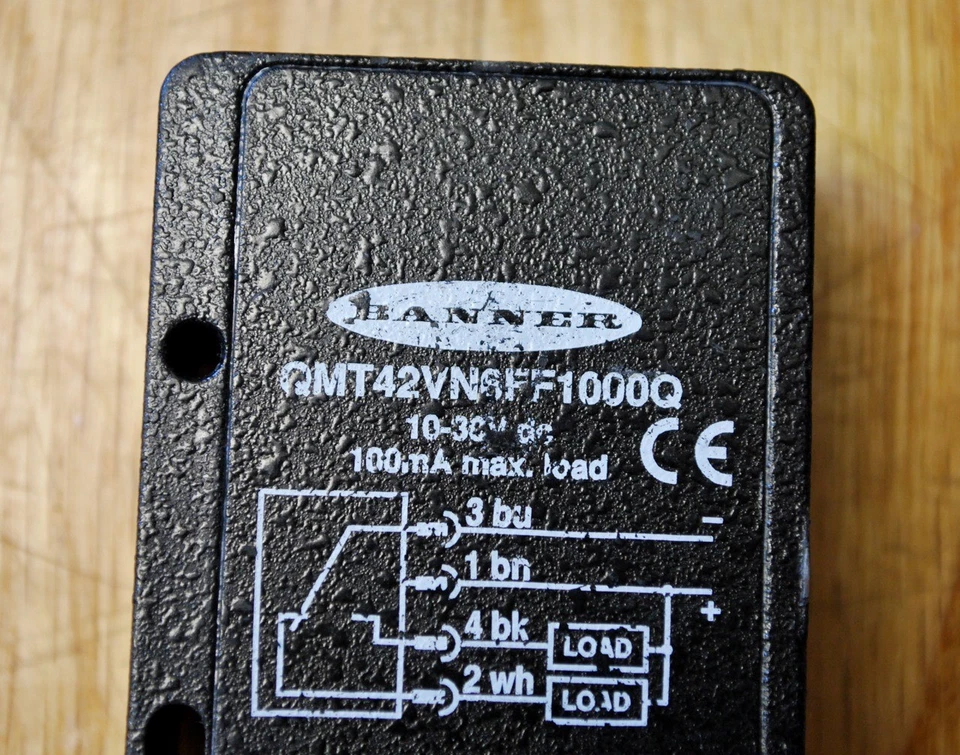 BANNER
QMT42VN6FF1000Q
10-30V dc
100mA max. load
CE
3 bu
−
1 bn
+
4 bk
LOAD
2 wh
LOAD